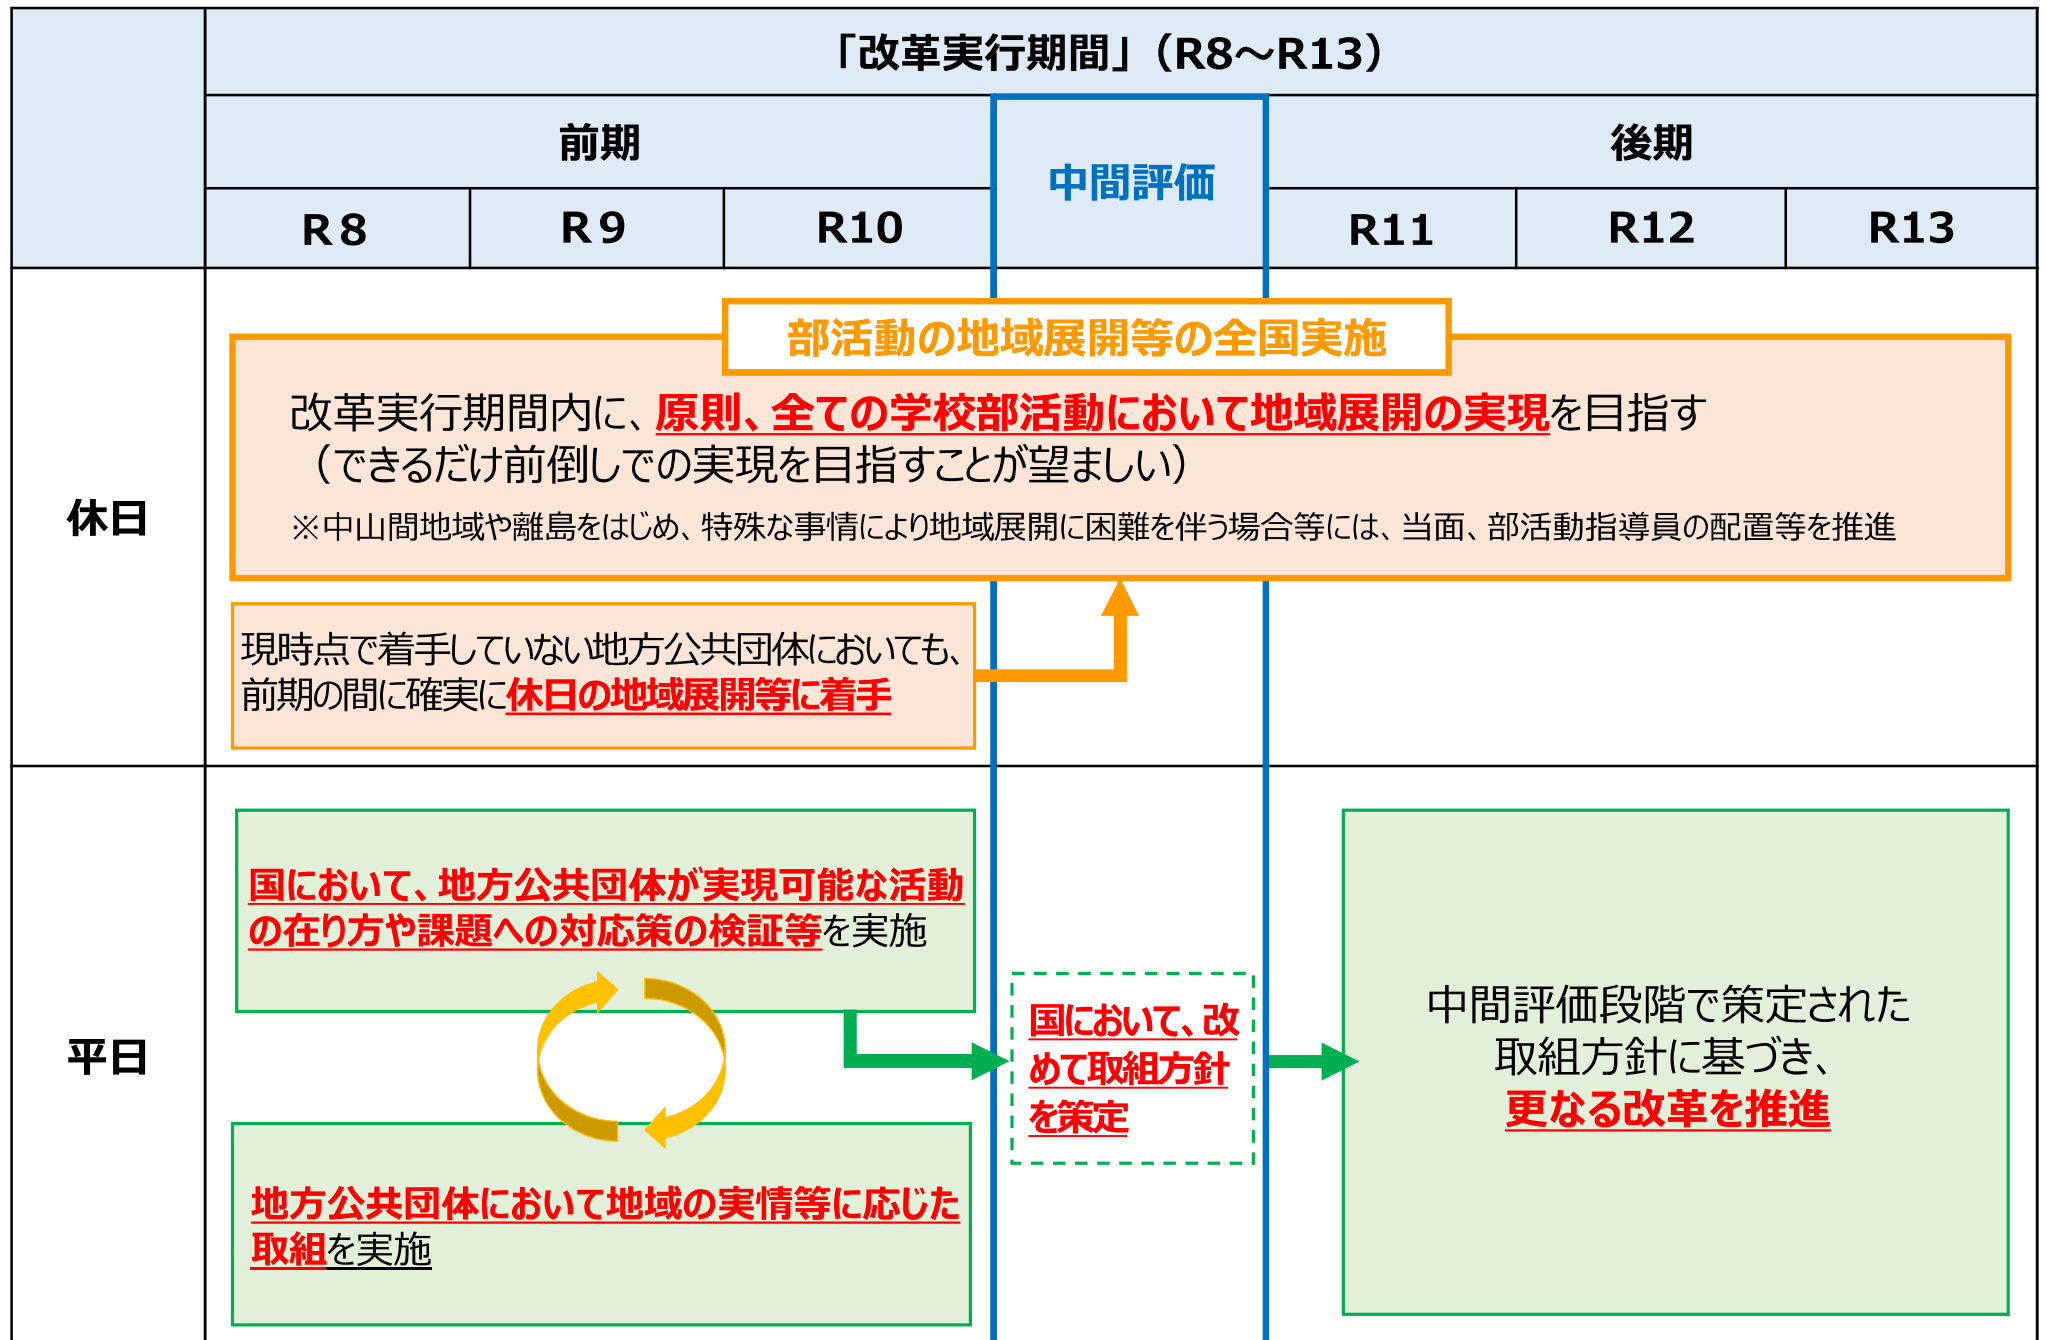 「改革実行期間」（R8～R13）
前期
中間評価
後期
R８
R９
R10
R11
R12
R13
休日
部活動の地域展開等の全国実施
改革実行期間内に、原則、全ての学校部活動において地域展開の実現を目指す
（できるだけ前倒しでの実現を目指すことが望ましい）
※中山間地域や離島をはじめ、特殊な事情により地域展開に困難を伴う場合等には、当面、部活動指導員の配置等を推進
現時点で着手していない地方公共団体においても、
前期の間に確実に休日の地域展開等に着手
平日
国において、地方公共団体が実現可能な活動
の在り方や課題への対応策の検証等を実施
地方公共団体において地域の実情等に応じた
取組を実施
国において、改
めて取組方針
を策定
中間評価段階で策定された
取組方針に基づき、
更なる改革を推進